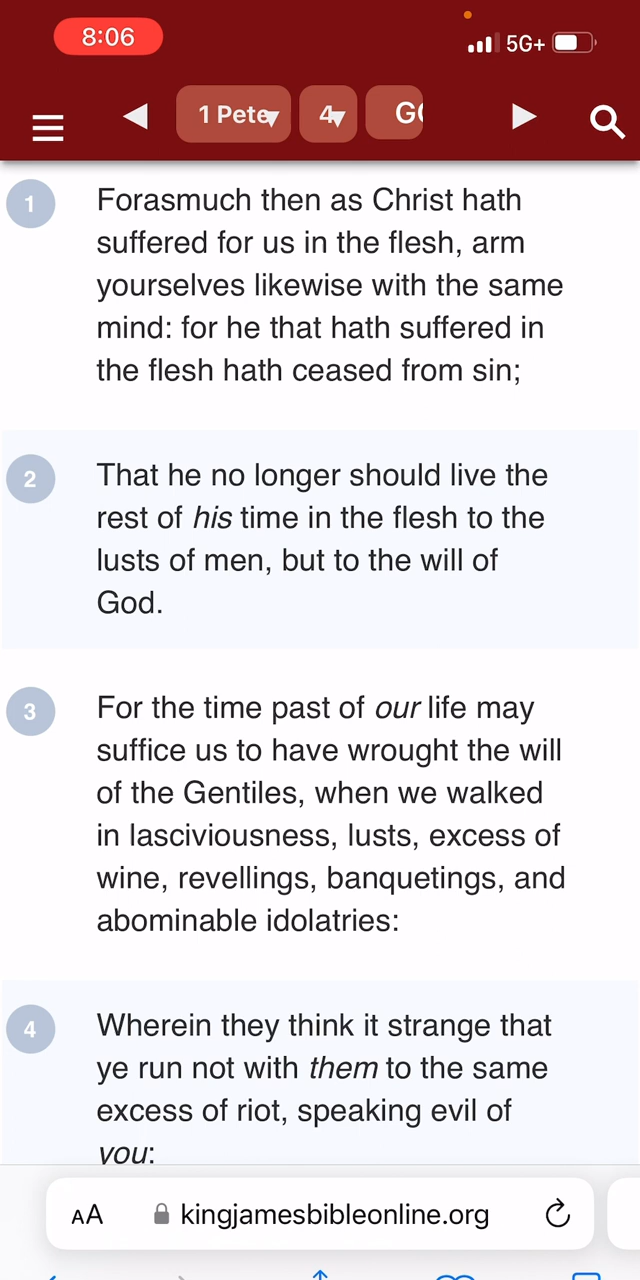 8:06
5G+
1 Pete 4 G
1
Forasmuch then as Christ hath
suffered for us in the flesh, arm
yourselves likewise with the same
mind: for he that hath suffered in
the flesh hath ceased from sin;
2
That he no longer should live the
rest of his time in the flesh to the
lusts of men, but to the will of
God.
3
For the time past of our life may
suffice us to have wrought the will
of the Gentiles, when we walked
in lasciviousness, lusts, excess of
wine, revellings, banquetings, and
abominable idolatries:
4
Wherein they think it strange that
ye run not with them to the same
excess of riot, speaking evil of
you:
AA kingjamesbibleonline.org